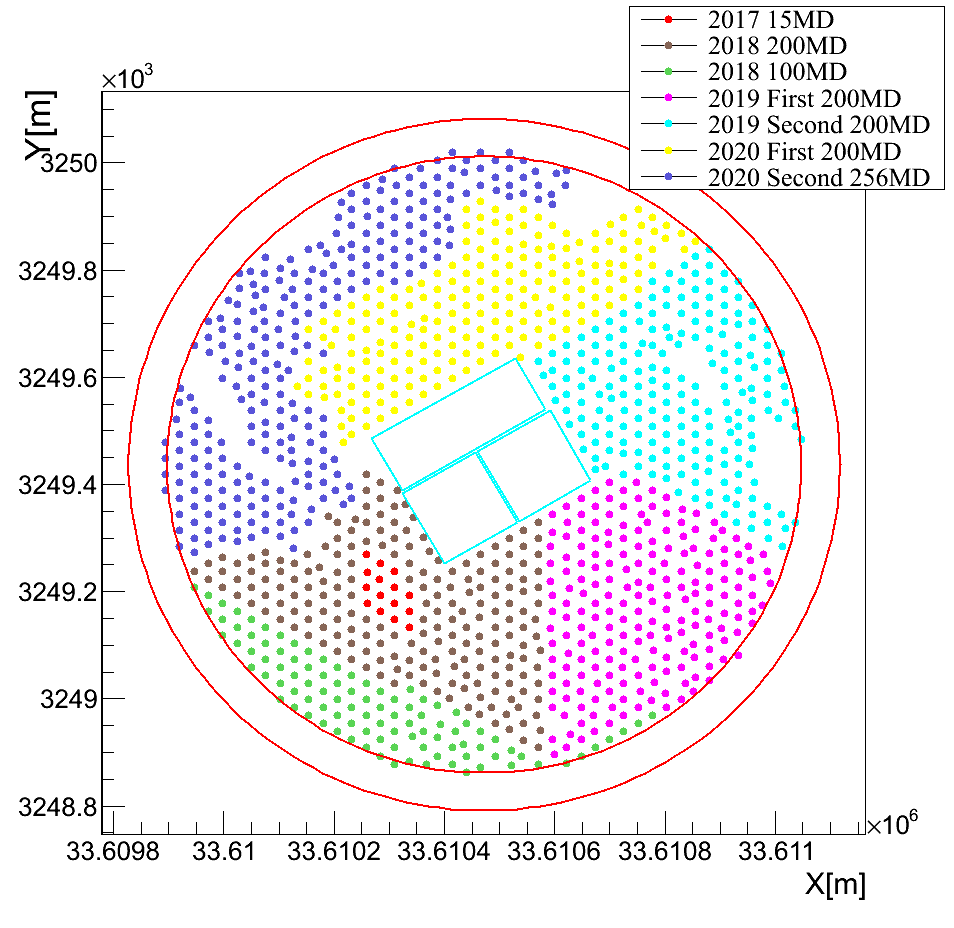 2017 15MD
2018 200MD
2018 100MD
2019 First 200MD
2019 Second 200MD
2020 First 200MD
2020 Second 256MD
×10³
Y[m]
3250
3249.8
3249.6
3249.4
3249.2
3249
3248.8
33.6098
33.61
33.6102
33.6104
33.6106
33.6108
33.611
×10⁶
X[m]